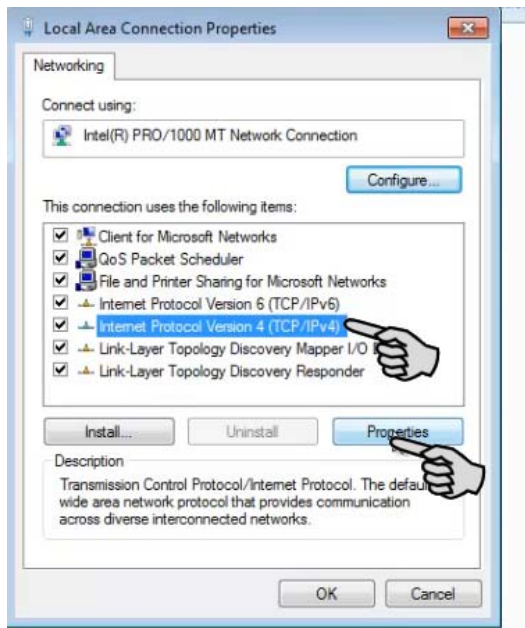 Local Area Connection Properties
Networking
Connect using:
Intel(R) PRO/1000 MT Network Connection
Configure...
This connection uses the following items:
Client for Microsoft Networks
QoS Packet Scheduler
File and Printer Sharing for Microsoft Networks
Internet Protocol Version 6 (TCP/IPv6)
Internet Protocol Version 4 (TCP/IPv4)
Link-Layer Topology Discovery Mapper I/O
Link-Layer Topology Discovery Responder
Install...
Uninstall
Properties
Description
Transmission Control Protocol/Internet Protocol. The default
wide area network protocol that provides communication
across diverse interconnected networks.
OK
Cancel